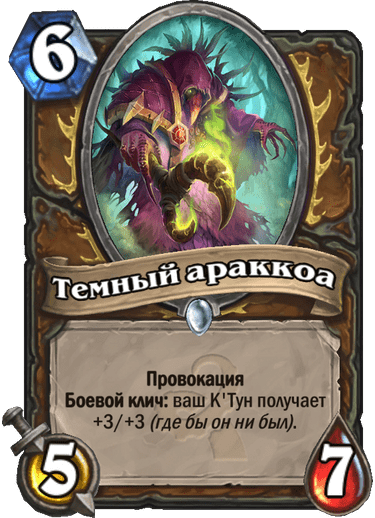 6
Темный араккоа
Провокация
Боевой клич: ваш К'Тун получает
+3/+3 (где бы он ни был).
5
7